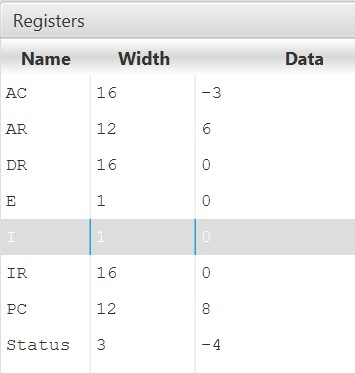 Registers
Name Width Data
AC 16 -3
AR 12 6
DR 16 0
E 1 0
I 1 0
IR 16 0
PC 12 8
Status 3 -4